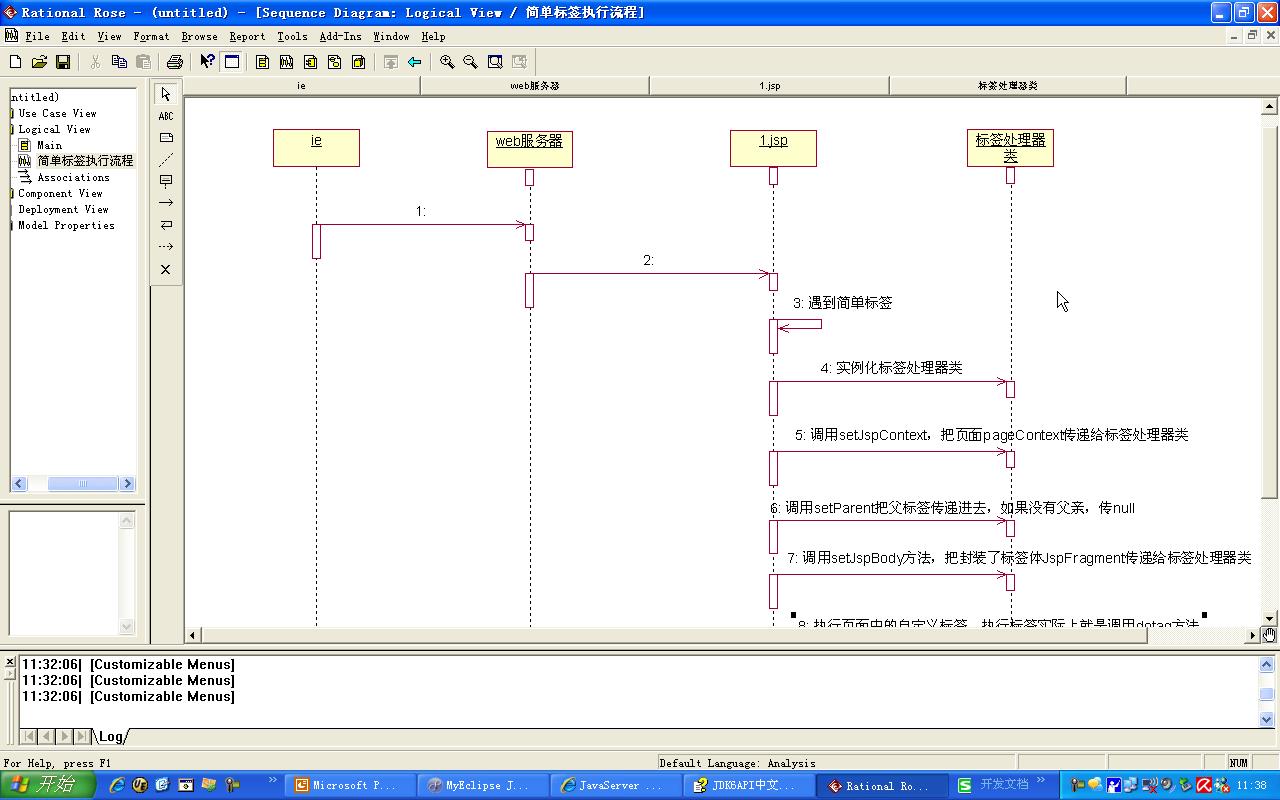 Rational Rose - (untitled) - [Sequence Diagram: Logical View / 简单标签执行流程]
File Edit View Format Browse Report Tools Add-Ins Window Help
ie web服务器 1.jsp 标签处理器类
ntitled)
Use Case View
Logical View
Main
简单标签执行流程
Associations
Component View
Deployment View
Model Properties
ABC
ie
web服务器
1.jsp
标签处理器
类
1:
2:
3: 遇到简单标签
4: 实例化标签处理器类
5: 调用setJspContext，把页面pageContext传递给标签处理器类
6: 调用setParent把父标签传递进去，如果没有父亲，传null
7: 调用setJspBody方法，把封装了标签体JspFragment传递给标签处理器类
8: 执行页面中的自定义标签，执行标签实际上就是调用dotag方法
11:32:06| [Customizable Menus]
11:32:06| [Customizable Menus]
11:32:06| [Customizable Menus]
Log
For Help, press F1 Default Language: Analysis NUM
开始 Microsoft P... MyEclipse J... JavaServer ... JDK6API中文... Rational Ro... 开发文档 11:38